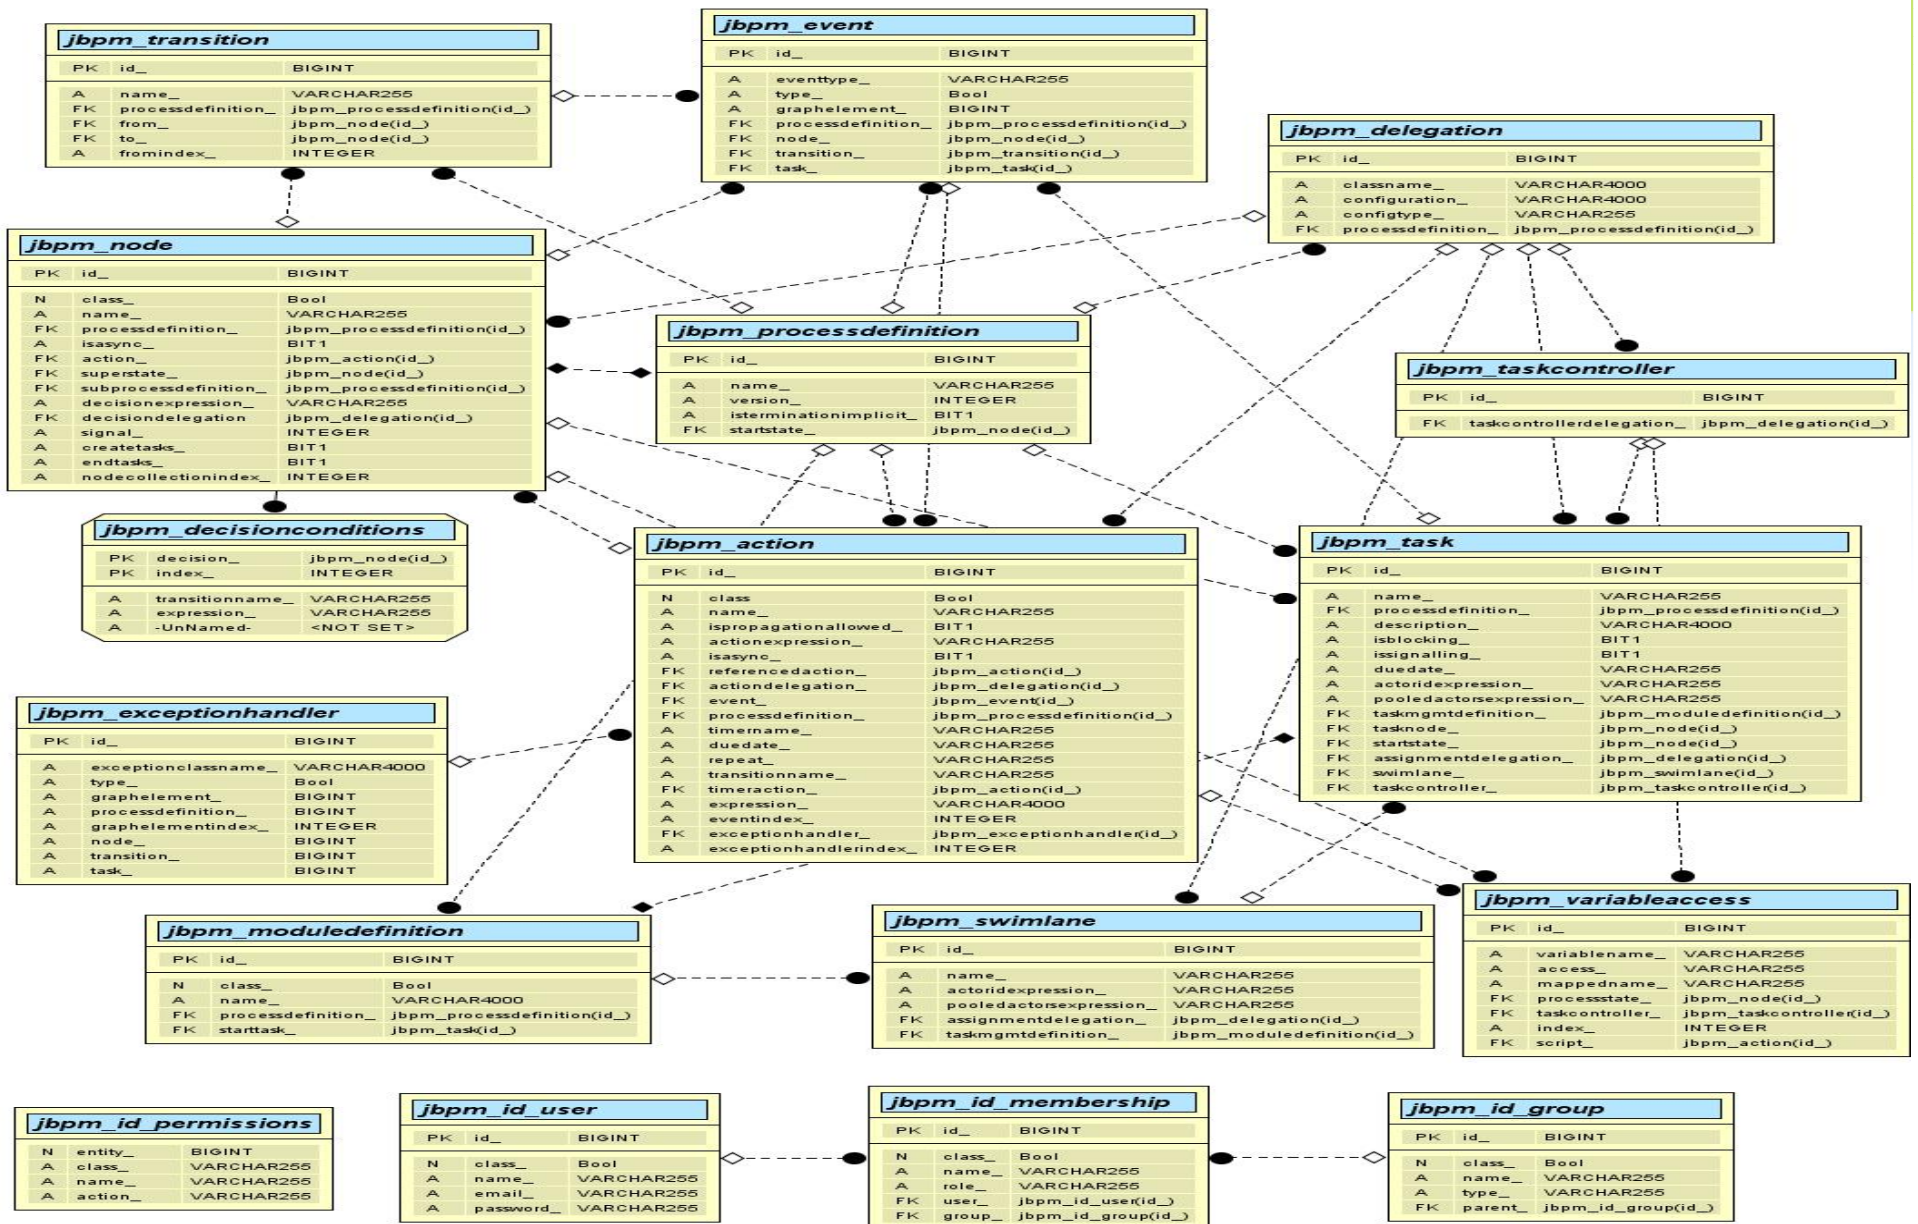 jbpm_transition
PK id_ BIGINT
A name_ VARCHAR255
FK processdefinition_ jbpm_processdefinition(id_)
FK from_ jbpm_node(id_)
FK to_ jbpm_node(id_)
A fromindex_ INTEGER
jbpm_event
PK id_ BIGINT
A eventtype_ VARCHAR255
A type_ Bool
A graphelement_ BIGINT
FK processdefinition_ jbpm_processdefinition(id_)
FK node_ jbpm_node(id_)
FK transition_ jbpm_transition(id_)
FK task_ jbpm_task(id_)
jbpm_delegation
PK id_ BIGINT
A classname_ VARCHAR4000
A configuration_ VARCHAR4000
A configtype_ VARCHAR255
FK processdefinition_ jbpm_processdefinition(id_)
jbpm_node
PK id_ BIGINT
N class_ Bool
A name_ VARCHAR255
FK processdefinition_ jbpm_processdefinition(id_)
A isasync_ BIT1
FK action_ jbpm_action(id_)
FK superstate_ jbpm_node(id_)
FK subprocessdefinition_ jbpm_processdefinition(id_)
A decisionexpression_ VARCHAR255
FK decisiondelegation jbpm_delegation(id_)
A signal_ INTEGER
A createtasks_ BIT1
A endtasks_ BIT1
A nodecollectionindex_ INTEGER
jbpm_processdefinition
PK id_ BIGINT
A name_ VARCHAR255
A version_ INTEGER
A isterminationimplicit_ BIT1
FK startstate_ jbpm_node(id_)
jbpm_taskcontroller
PK id_ BIGINT
FK taskcontrollerdelegation_ jbpm_delegation(id_)
jbpm_decisionconditions
PK decision_ jbpm_node(id_)
PK index_ INTEGER
A transitionname_ VARCHAR255
A expression_ VARCHAR255
A -UnNamed- <NOT SET>
jbpm_action
PK id_ BIGINT
N class Bool
A name_ VARCHAR255
A ispropagationallowed_ BIT1
A actionexpression_ VARCHAR255
A isasync_ BIT1
FK referencedaction_ jbpm_action(id_)
FK actiondelegation_ jbpm_delegation(id_)
FK event_ jbpm_event(id_)
FK processdefinition_ jbpm_processdefinition(id_)
A timername_ VARCHAR255
A duedate_ VARCHAR255
A repeat_ VARCHAR255
A transitionname_ VARCHAR255
FK timeraction_ jbpm_action(id_)
A expression_ VARCHAR4000
A eventindex_ INTEGER
FK exceptionhandler_ jbpm_exceptionhandler(id_)
A exceptionhandlerindex_ INTEGER
jbpm_task
PK id_ BIGINT
A name_ VARCHAR255
FK processdefinition_ jbpm_processdefinition(id_)
A description_ VARCHAR4000
A isblocking_ BIT1
A issignalling_ BIT1
A duedate_ VARCHAR255
A actoridexpression_ VARCHAR255
A pooledactorsexpression_ VARCHAR255
FK taskmgmtdefinition_ jbpm_moduledefinition(id_)
FK tasknode_ jbpm_node(id_)
FK startstate_ jbpm_node(id_)
FK assignmentdelegation_ jbpm_delegation(id_)
FK swimlane_ jbpm_swimlane(id_)
FK taskcontroller_ jbpm_taskcontroller(id_)
jbpm_exceptionhandler
PK id_ BIGINT
A exceptionclassname_ VARCHAR4000
A type_ Bool
A graphelement_ BIGINT
A processdefinition_ BIGINT
A graphelementindex_ INTEGER
A node_ BIGINT
A transition_ BIGINT
A task_ BIGINT
jbpm_moduledefinition
PK id_ BIGINT
N class_ Bool
A name_ VARCHAR4000
FK processdefinition_ jbpm_processdefinition(id_)
FK starttask_ jbpm_task(id_)
jbpm_swimlane
PK id_ BIGINT
A name_ VARCHAR255
A actoridexpression_ VARCHAR255
A pooledactorsexpression_ VARCHAR255
FK assignmentdelegation_ jbpm_delegation(id_)
FK taskmgmtdefinition_ jbpm_moduledefinition(id_)
jbpm_variableaccess
PK id_ BIGINT
A variablename_ VARCHAR255
A access_ VARCHAR255
A mappedname_ VARCHAR255
FK processstate_ jbpm_node(id_)
FK taskcontroller_ jbpm_taskcontroller(id_)
A index_ INTEGER
FK script_ jbpm_action(id_)
jbpm_id_permissions
N entity_ BIGINT
A class_ VARCHAR255
A name_ VARCHAR255
A action_ VARCHAR255
jbpm_id_user
PK id_ BIGINT
N class_ Bool
A name_ VARCHAR255
A email_ VARCHAR255
A password_ VARCHAR255
jbpm_id_membership
PK id_ BIGINT
N class_ Bool
A name_ VARCHAR255
A role_ VARCHAR255
FK user_ jbpm_id_user(id_)
FK group_ jbpm_id_group(id_)
jbpm_id_group
PK id_ BIGINT
N class_ Bool
A name_ VARCHAR255
A type_ VARCHAR255
FK parent_ jbpm_id_group(id_)